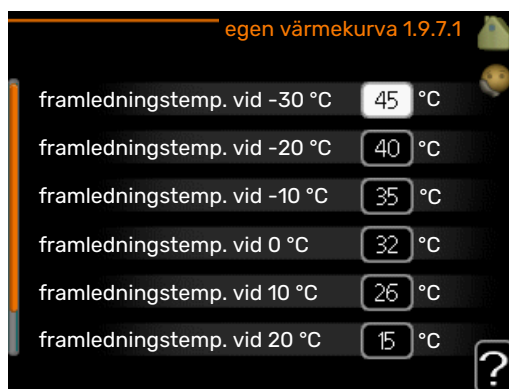 egen värmekurva 1.9.7.1
framledningstemp. vid -30 °C 45 °C
framledningstemp. vid -20 °C 40 °C
framledningstemp. vid -10 °C 35 °C
framledningstemp. vid 0 °C 32 °C
framledningstemp. vid 10 °C 26 °C
framledningstemp. vid 20 °C 15 °C
?